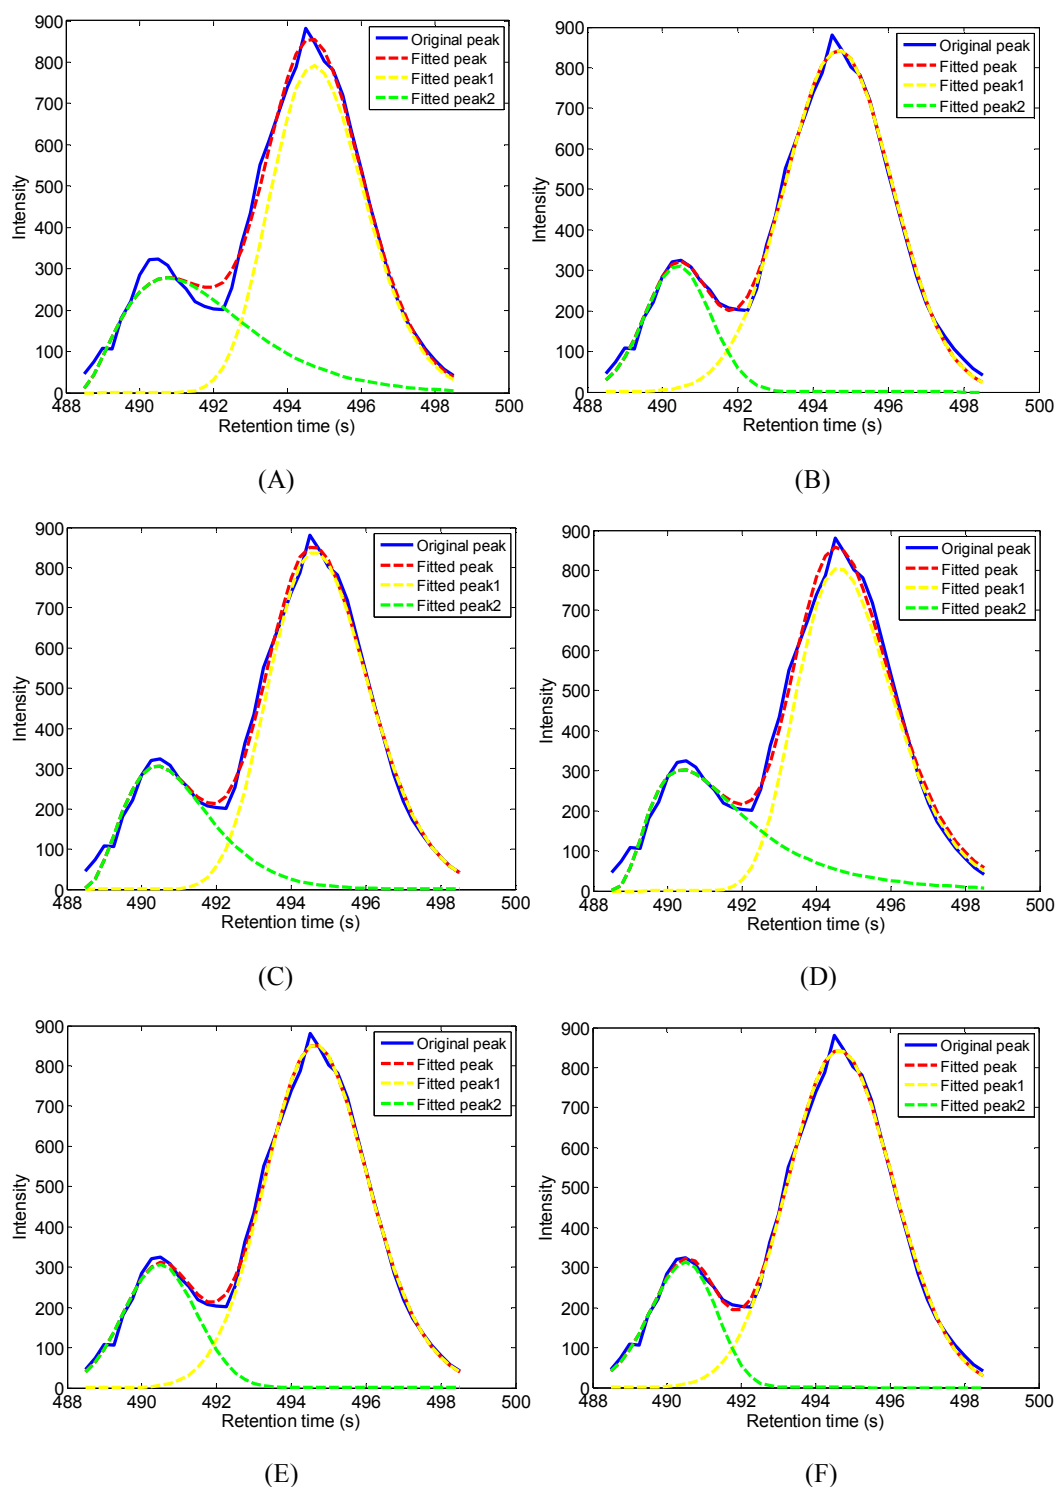 900
800
700
600
500
400
300
200
100
0
488 490 492 494 496 498 500
Intensity
Retention time (s)
Original peak
Fitted peak
Fitted peak1
Fitted peak2
(A)
900
800
700
600
500
400
300
200
100
0
488 490 492 494 496 498 500
Intensity
Retention time (s)
Original peak
Fitted peak
Fitted peak1
Fitted peak2
(B)
900
800
700
600
500
400
300
200
100
0
488 490 492 494 496 498 500
Intensity
Retention time (s)
Original peak
Fitted peak
Fitted peak1
Fitted peak2
(C)
900
800
700
600
500
400
300
200
100
0
488 490 492 494 496 498 500
Intensity
Retention time (s)
Original peak
Fitted peak
Fitted peak1
Fitted peak2
(D)
900
800
700
600
500
400
300
200
100
0
488 490 492 494 496 498 500
Intensity
Retention time (s)
Original peak
Fitted peak
Fitted peak1
Fitted peak2
(E)
900
800
700
600
500
400
300
200
100
0
488 490 492 494 496 498 500
Intensity
Retention time (s)
Original peak
Fitted peak
Fitted peak1
Fitted peak2
(F)